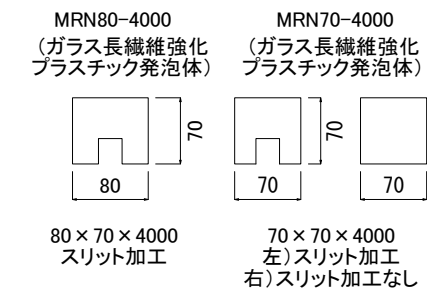 MRN80-4000
(ガラス長繊維強化
プラスチック発泡体)
70
80
80×70×4000
スリット加工
MRN70-4000
(ガラス長繊維強化
プラスチック発泡体)
70
70
70
70×70×4000
左)スリット加工
右)スリット加工なし